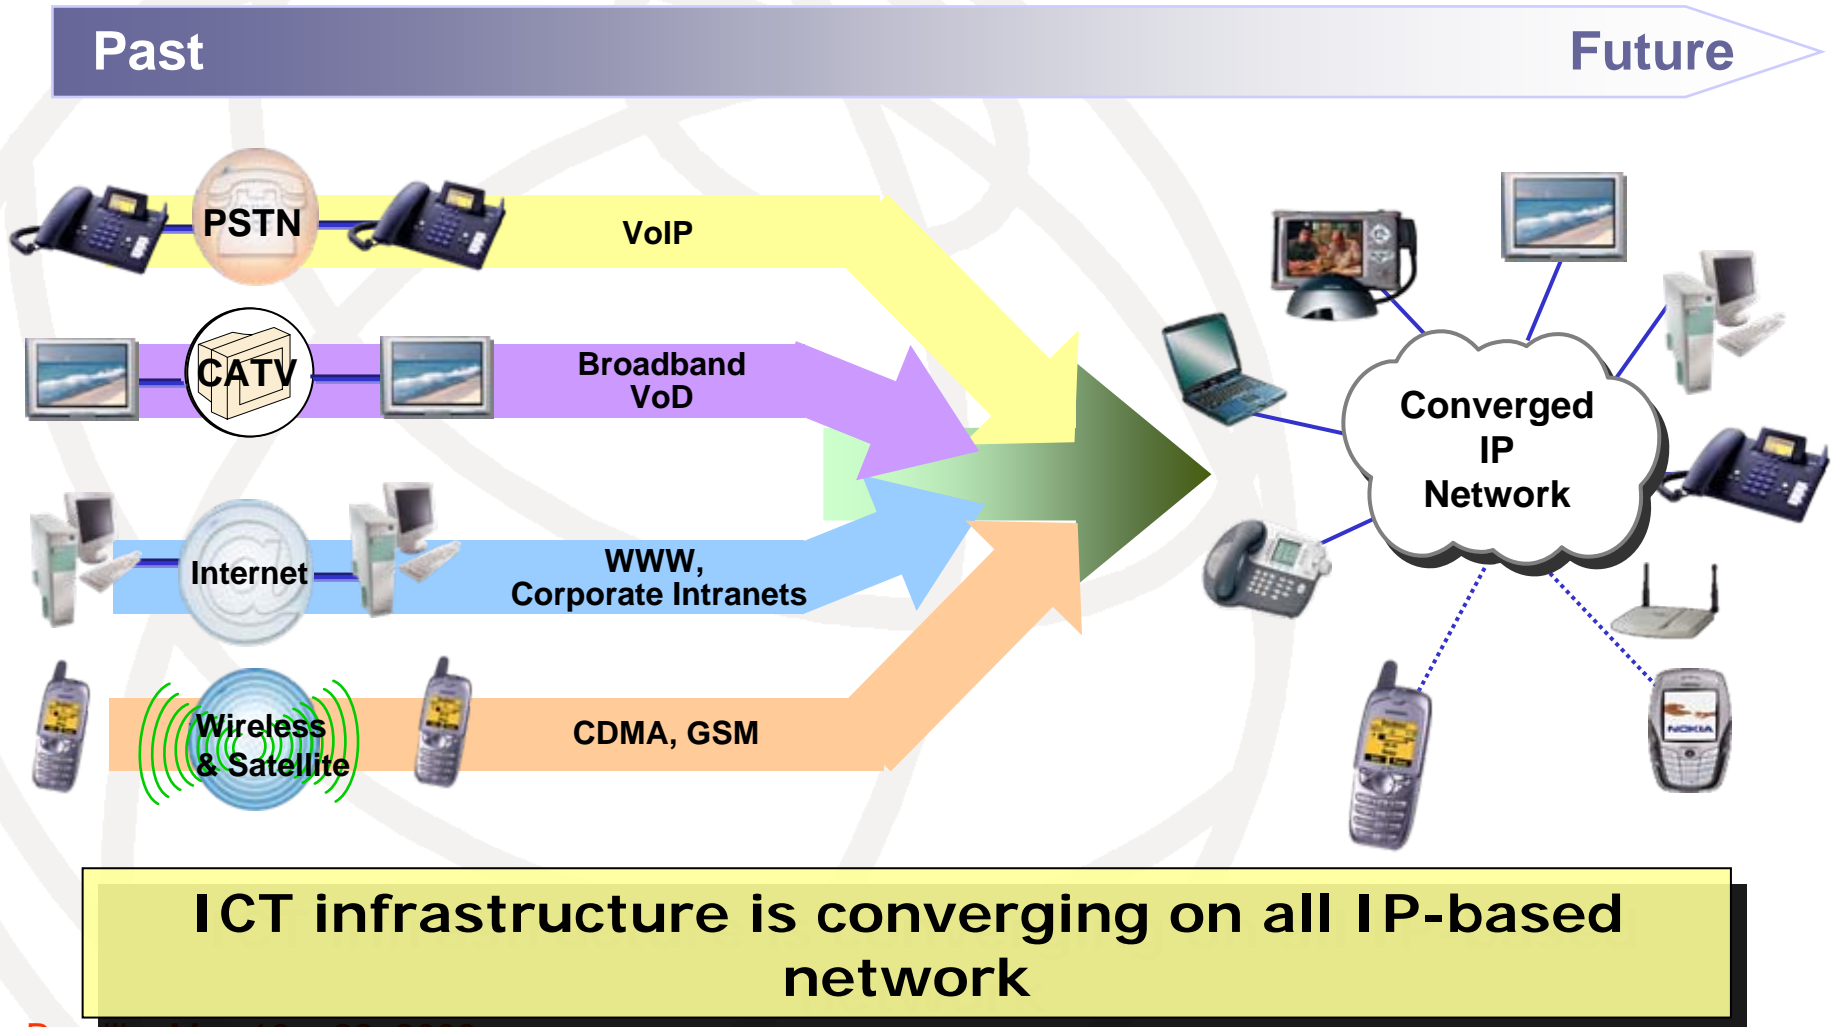 Past
Future
PSTN
VoIP
CATV
Broadband
VoD
Internet
WWW,
Corporate Intranets
Wireless
& Satellite
CDMA, GSM
Converged
IP
Network
NOKIA
ICT infrastructure is converging on all IP-based
network